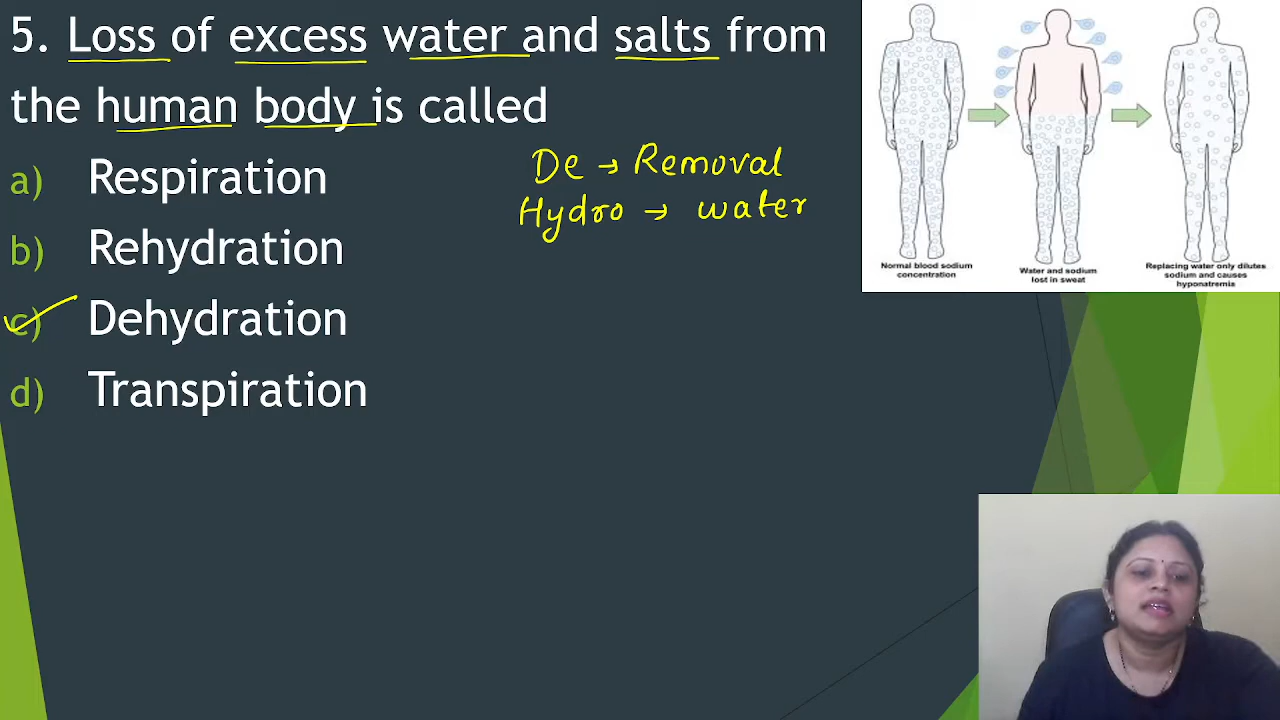 5. Loss of excess water and salts from
the human body is called
a) Respiration
b) Rehydration
c) Dehydration
d) Transpiration
De → Removal
Hydro → water
Normal blood sodium
concentration
Water and sodium
lost in sweat
Replacing water only dilutes
sodium and causes
hyponatremia